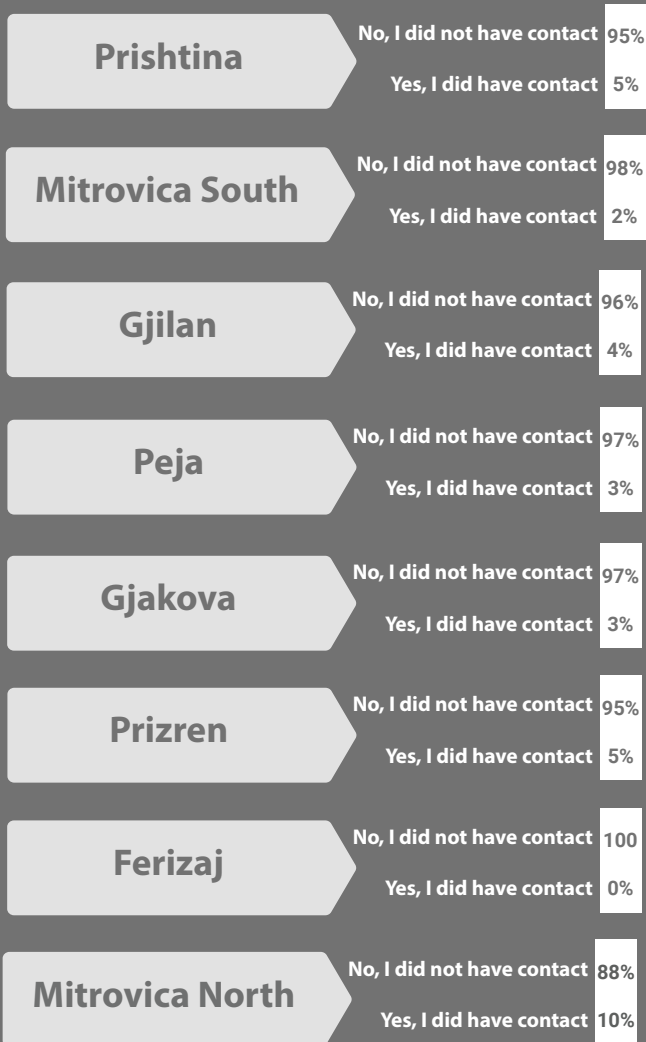 Prishtina
No, I did not have contact 95%
Yes, I did have contact 5%
Mitrovica South
No, I did not have contact 98%
Yes, I did have contact 2%
Gjilan
No, I did not have contact 96%
Yes, I did have contact 4%
Peja
No, I did not have contact 97%
Yes, I did have contact 3%
Gjakova
No, I did not have contact 97%
Yes, I did have contact 3%
Prizren
No, I did not have contact 95%
Yes, I did have contact 5%
Ferizaj
No, I did not have contact 100
Yes, I did have contact 0%
Mitrovica North
No, I did not have contact 88%
Yes, I did have contact 10%